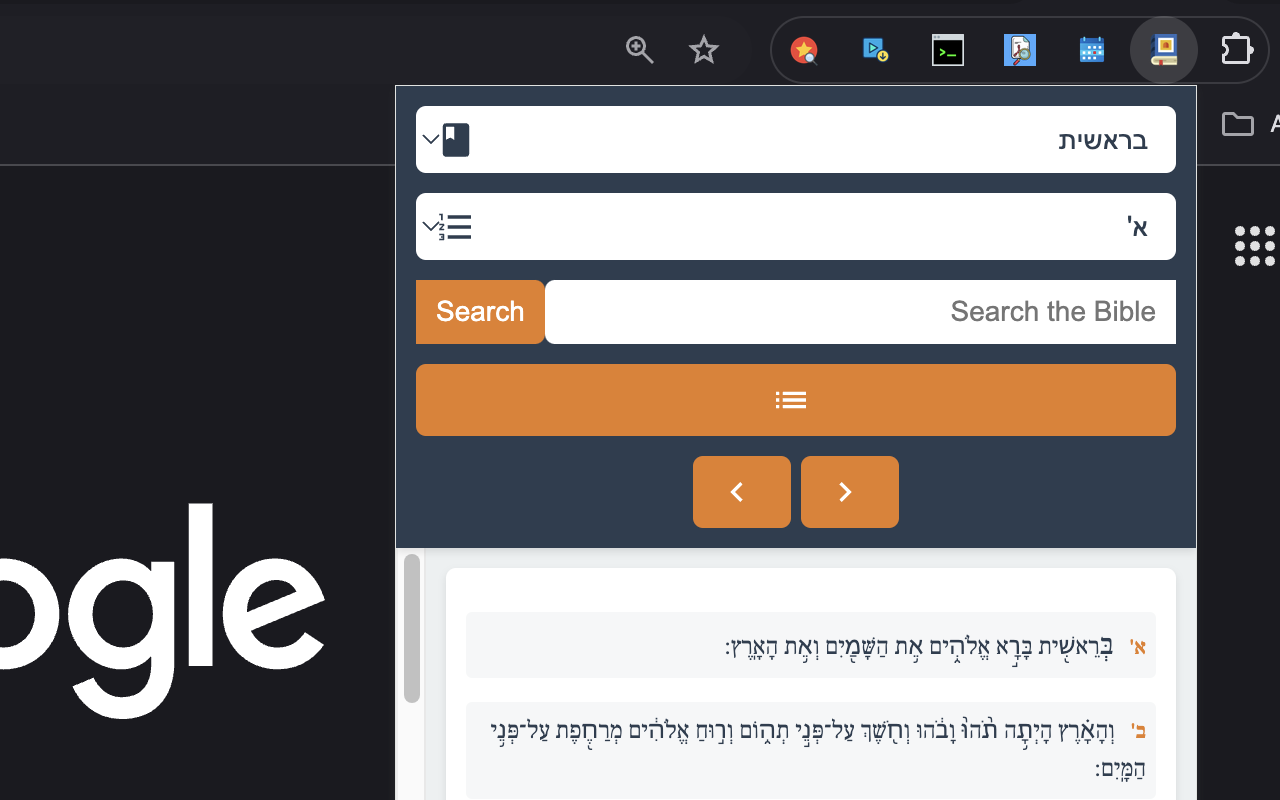 A
בראשית
א'
Search the Bible
Search
ogle
א' בְּרֵאשִׁ֖ית בָּרָ֣א אֱלֹהִ֑ים אֵ֥ת הַשָּׁמַ֖יִם וְאֵ֥ת הָאָֽרֶץ׃
ב' וְהָאָ֗רֶץ הָיְתָ֥ה תֹ֙הוּ֙ וָבֹ֔הוּ וְחֹ֖שֶׁךְ עַל־פְּנֵ֣י תְה֑וֹם וְר֣וּחַ אֱלֹהִ֔ים מְרַחֶ֖פֶת עַל־פְּנֵ֥י
הַמָּֽיִם׃